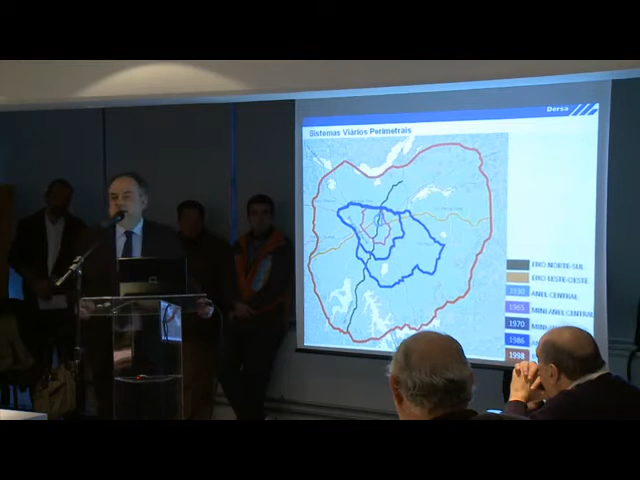 Dersa
Sistemas Viários Perimetrais
EIXO NORTE-SUL
EIXO LESTE-OESTE
1930 ANEL CENTRAL
1965 MINI ANEL CENTRAL
1970 MINI
1986
1998